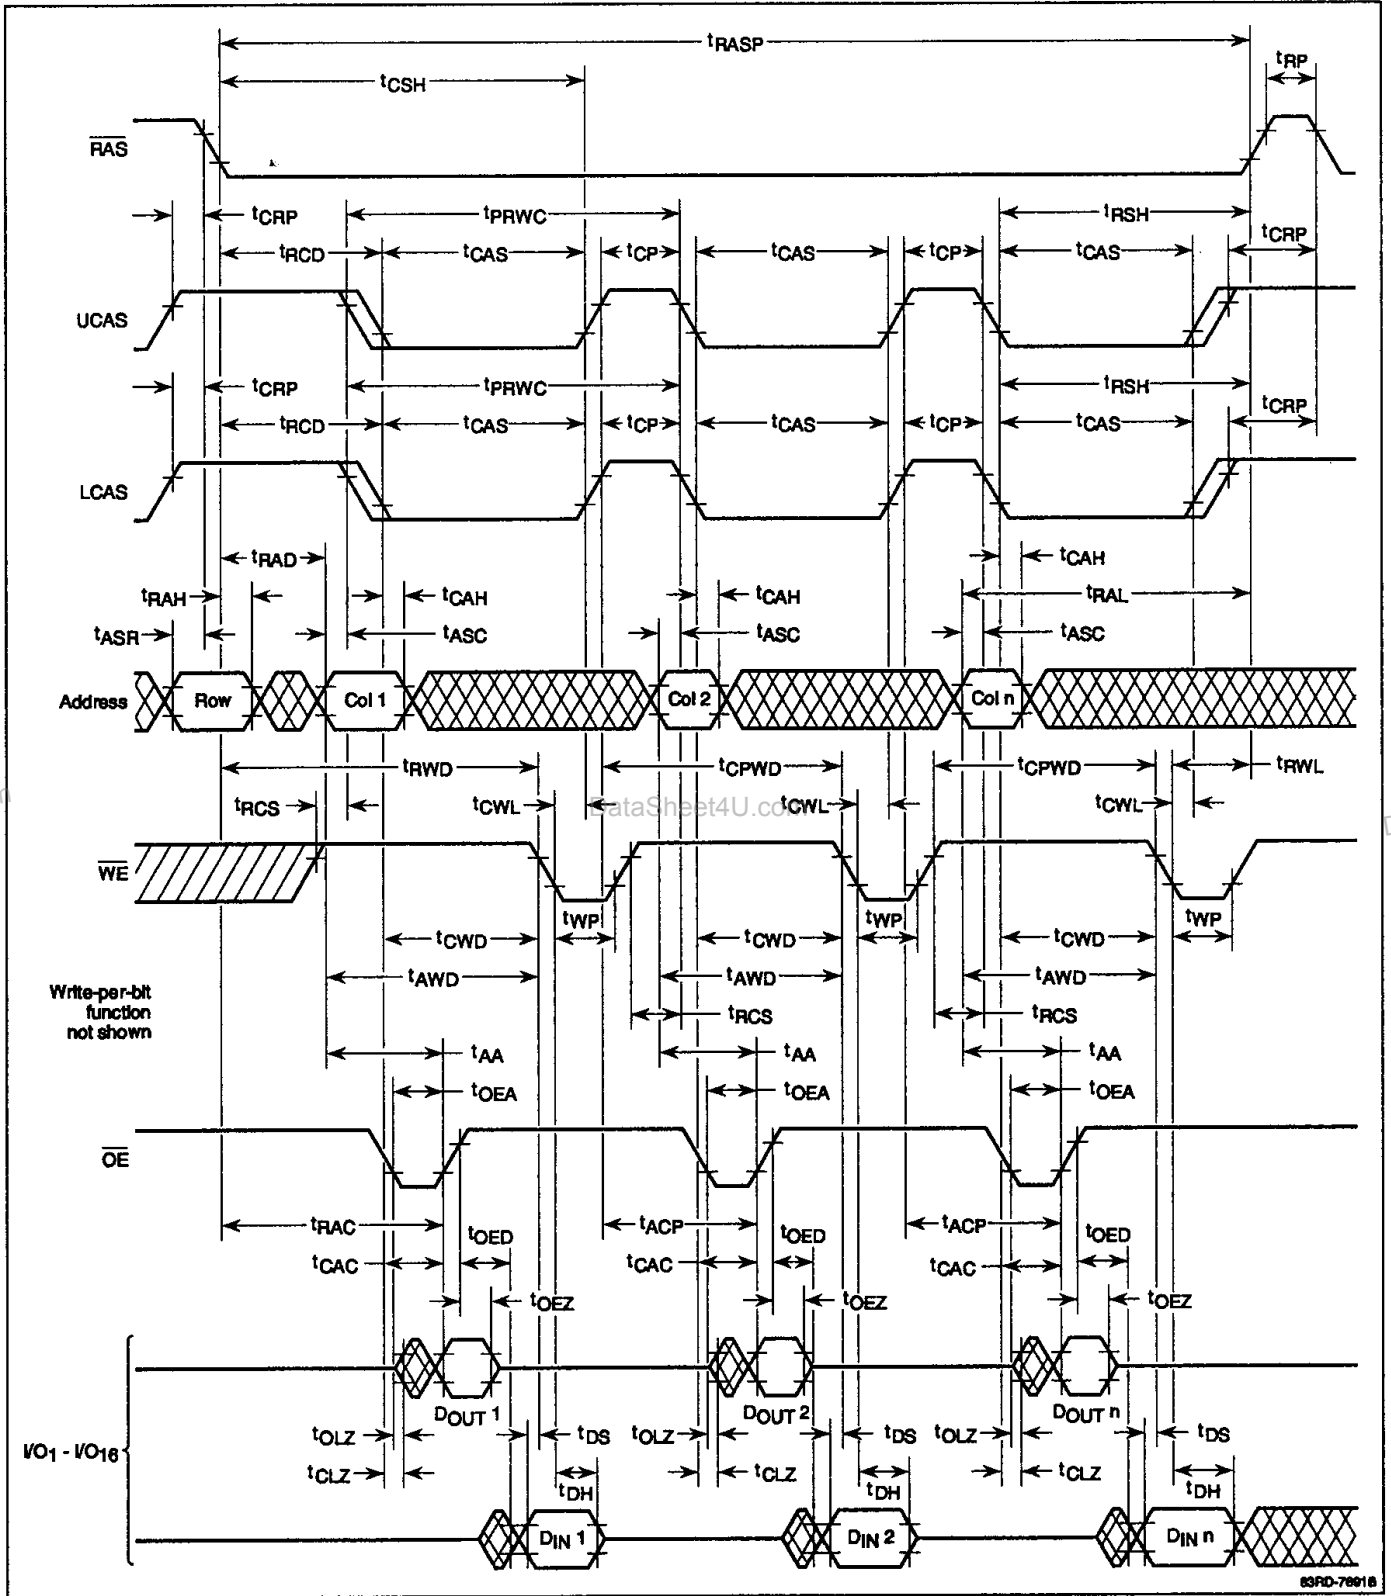 tRASP
tRP
tCSH
RAS
tCRP tPRWC tRSH
tRCD tCAS tCP tCAS tCP tCAS tCRP
UCAS
tCRP tPRWC tRSH
tRCD tCAS tCP tCAS tCP tCAS tCRP
LCAS
tRAD tCAH
tRAH tCAH tCAH tRAL
tASR tASC tASC tASC
Address Row Col 1 Col 2 Col n
tRWD tCPWD tCPWD tRWL
tRCS tCWL DataSheet4U.com tCWL tCWL
WE
tWP tWP tWP
tCWD tCWD tCWD
tAWD tAWD tAWD
Write-per-bit
function
not shown
tRCS tRCS
tAA tAA tAA
tOEA tOEA tOEA
OE
tRAC tACP tACP
tOED tOED tOED
tCAC tCAC tCAC
tOEZ tOEZ tOEZ
DOUT 1 DOUT 2 DOUT n
tOLZ tDS tOLZ tDS tOLZ tDS
I/O1 - I/O16
tCLZ tCLZ tCLZ
tDH tDH tDH
DIN 1 DIN 2 DIN n
83RD-7691B